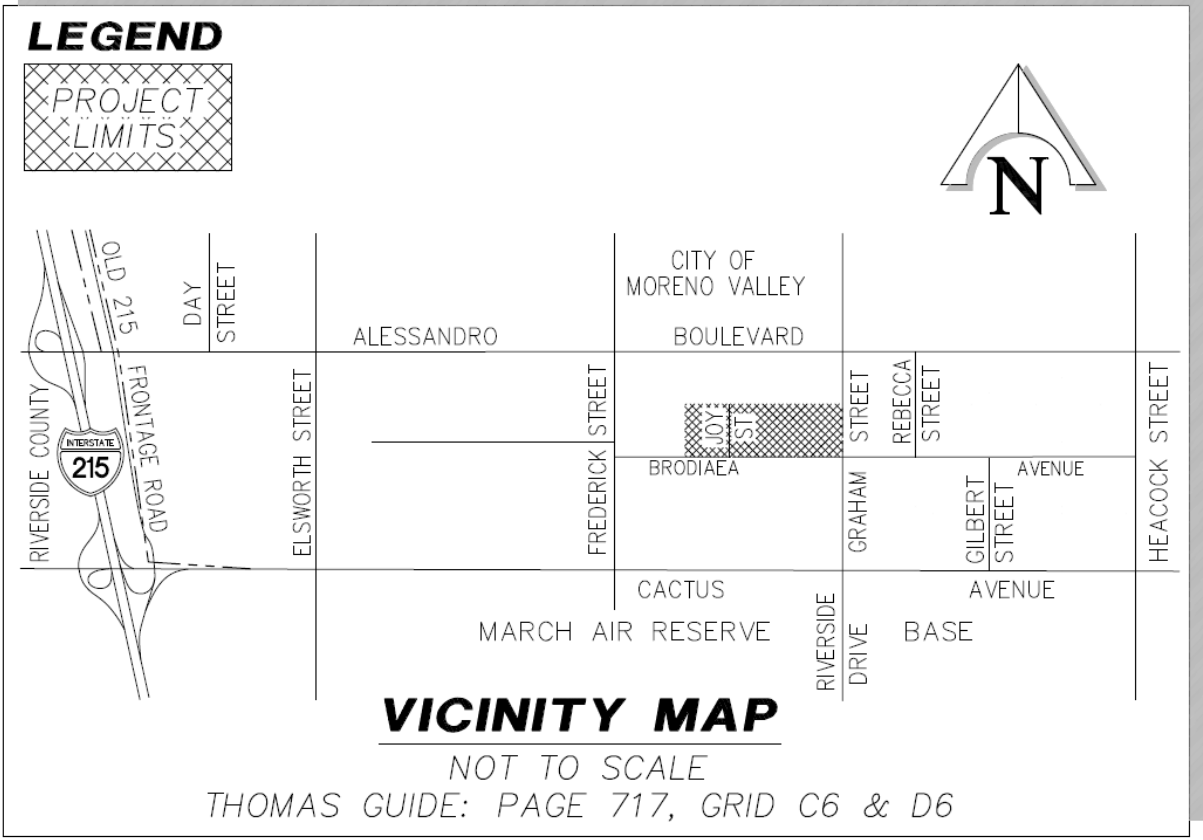 LEGEND
PROJECT
LIMITS
N
CITY OF
MORENO VALLEY
OLD 215
FRONTAGE ROAD
DAY
STREET
ALESSANDRO
BOULEVARD
RIVERSIDE COUNTY
INTERSTATE
215
ELSWORTH STREET
FREDERICK STREET
JOY
ST
STREET
GRAHAM
REBECCA
STREET
BRODIAEA
AVENUE
GILBERT
STREET
HEACOCK STREET
CACTUS
AVENUE
MARCH AIR RESERVE
BASE
RIVERSIDE
DRIVE
VICINITY MAP
NOT TO SCALE
THOMAS GUIDE: PAGE 717, GRID C6 & D6